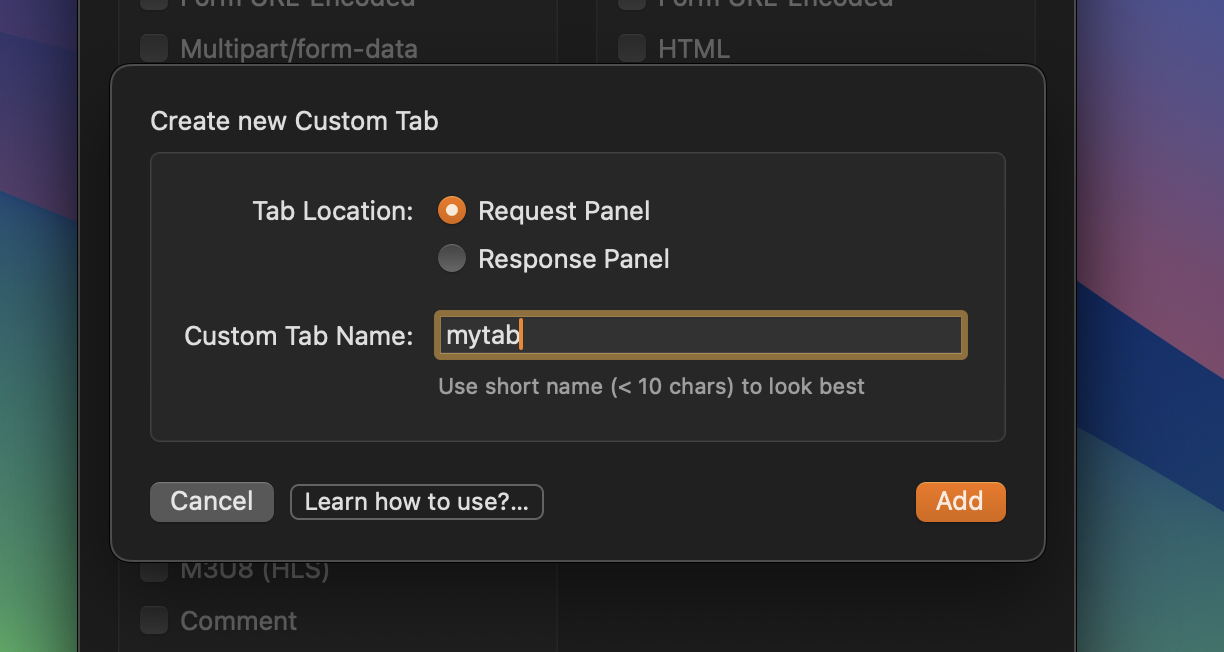 Form URL-Encoded
Form URL-Encoded
Multipart/form-data
HTML
Create new Custom Tab
Tab Location:
Request Panel
Response Panel
Custom Tab Name:
mytab
Use short name (< 10 chars) to look best
Cancel
Learn how to use?...
Add
M3U8 (HLS)
Comment